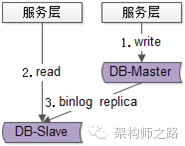 服务层
服务层
1. write
2. read
DB-Master
3. binlog replica
DB-Slave
架构师之路